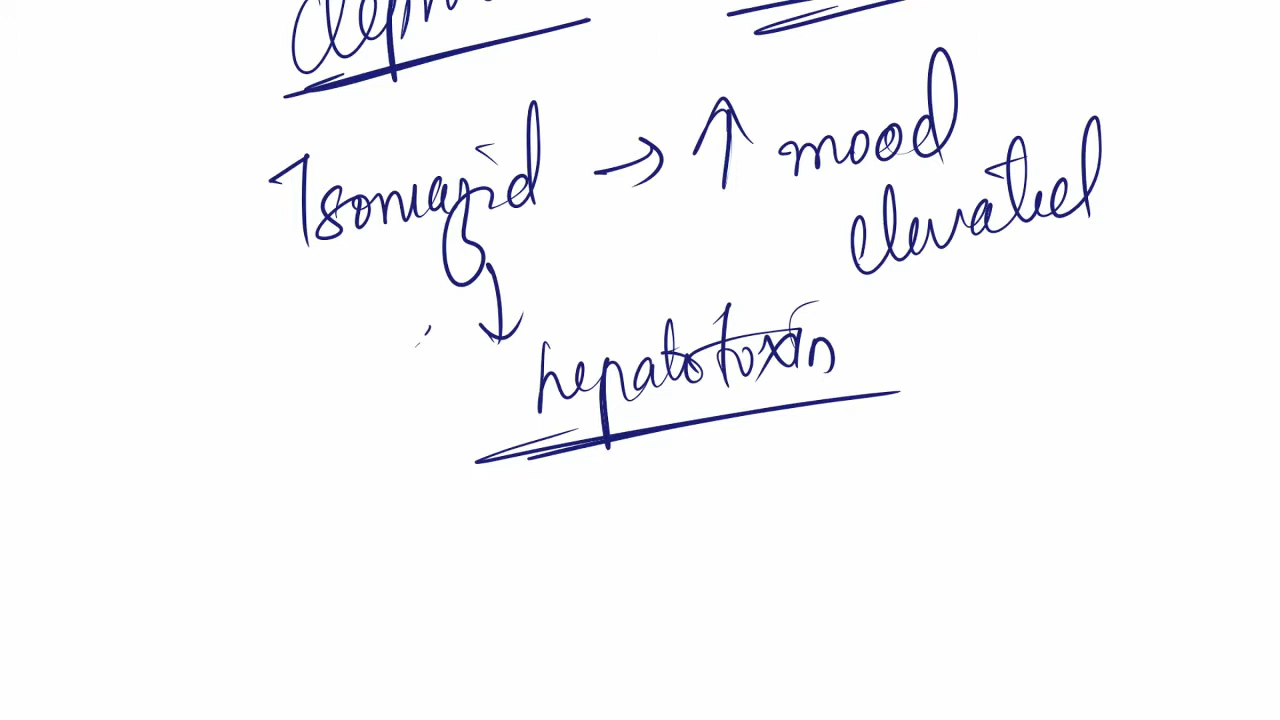 Isoniazid → ↑ mood
elevated
↓
hepatotoxin